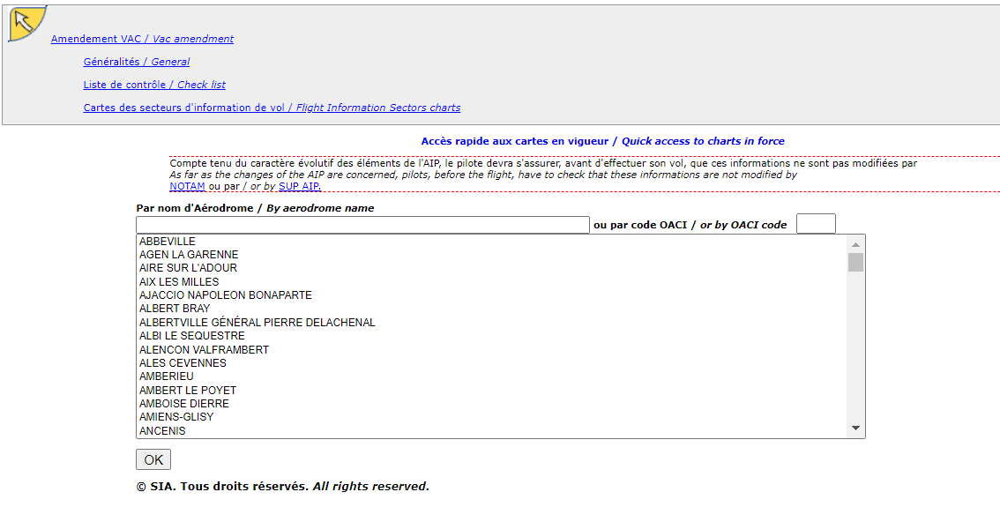 Amendement VAC / Vac amendment
Généralités / General
Liste de contrôle / Check list
Cartes des secteurs d'information de vol / Flight Information Sectors charts
Accès rapide aux cartes en vigueur / Quick access to charts in force
Compte tenu du caractère évolutif des éléments de l'AIP, le pilote devra s'assurer, avant d'effectuer son vol, que ces informations ne sont pas modifiées par
As far as the changes of the AIP are concerned, pilots, before the flight, have to check that these informations are not modified by
NOTAM ou par / or by SUP AIP.
Par nom d'Aérodrome / By aerodrome name
ou par code OACI / or by OACI code
ABBEVILLE
AGEN LA GARENNE
AIRE SUR L'ADOUR
AIX LES MILLES
AJACCIO NAPOLEON BONAPARTE
ALBERT BRAY
ALBERTVILLE GÉNÉRAL PIERRE DELACHENAL
ALBI LE SEQUESTRE
ALENCON VALFRAMBERT
ALES CEVENNES
AMBERIEU
AMBERT LE POYET
AMBOISE DIERRE
AMIENS-GLISY
ANCENIS
OK
© SIA. Tous droits réservés. All rights reserved.